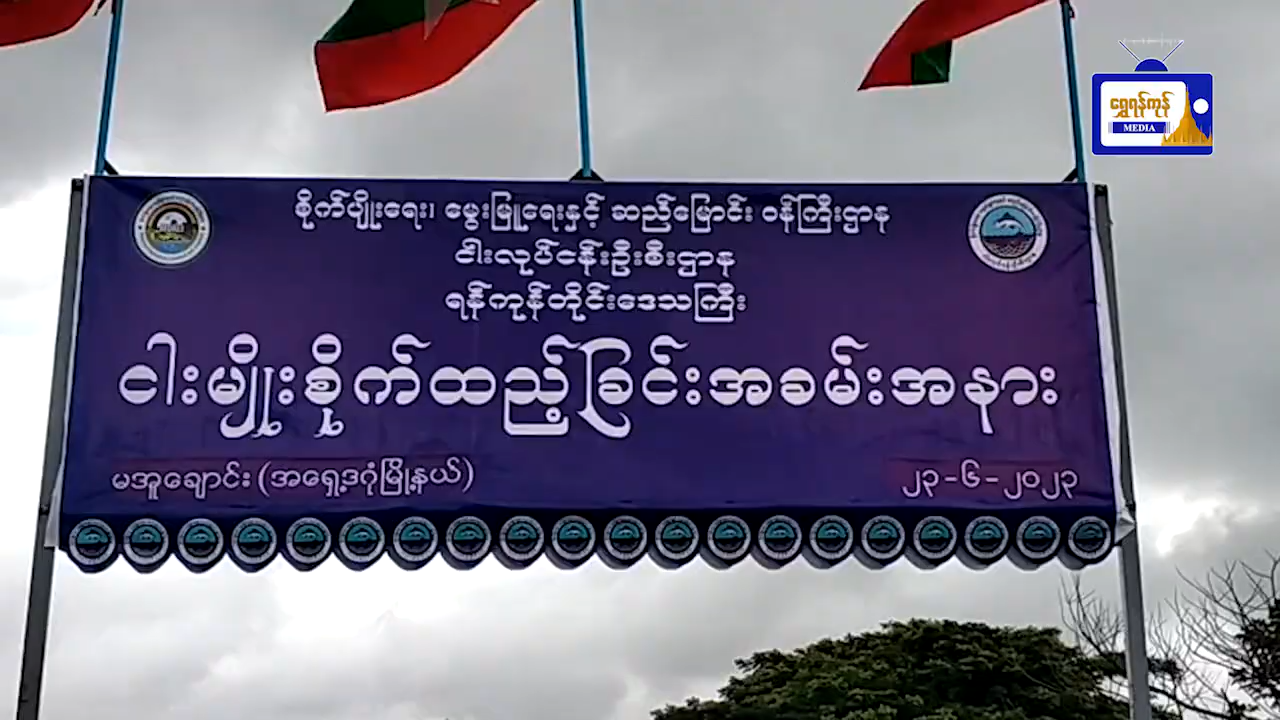 ရွှေရန်ကုန်
MEDIA
စိုက်ပျိုးရေး၊ မွေးမြူရေးနှင့် ဆည်မြောင်း ဝန်ကြီးဌာန
ငါးလုပ်ငန်းဦးစီးဌာန
ရန်ကုန်တိုင်းဒေသကြီး
ငါးမျိုးစိုက်ထည့်ခြင်းအခမ်းအနား
မအူချောင်း (အရှေ့ဒဂုံမြို့နယ်)
၂၃-၆-၂၀၂၃